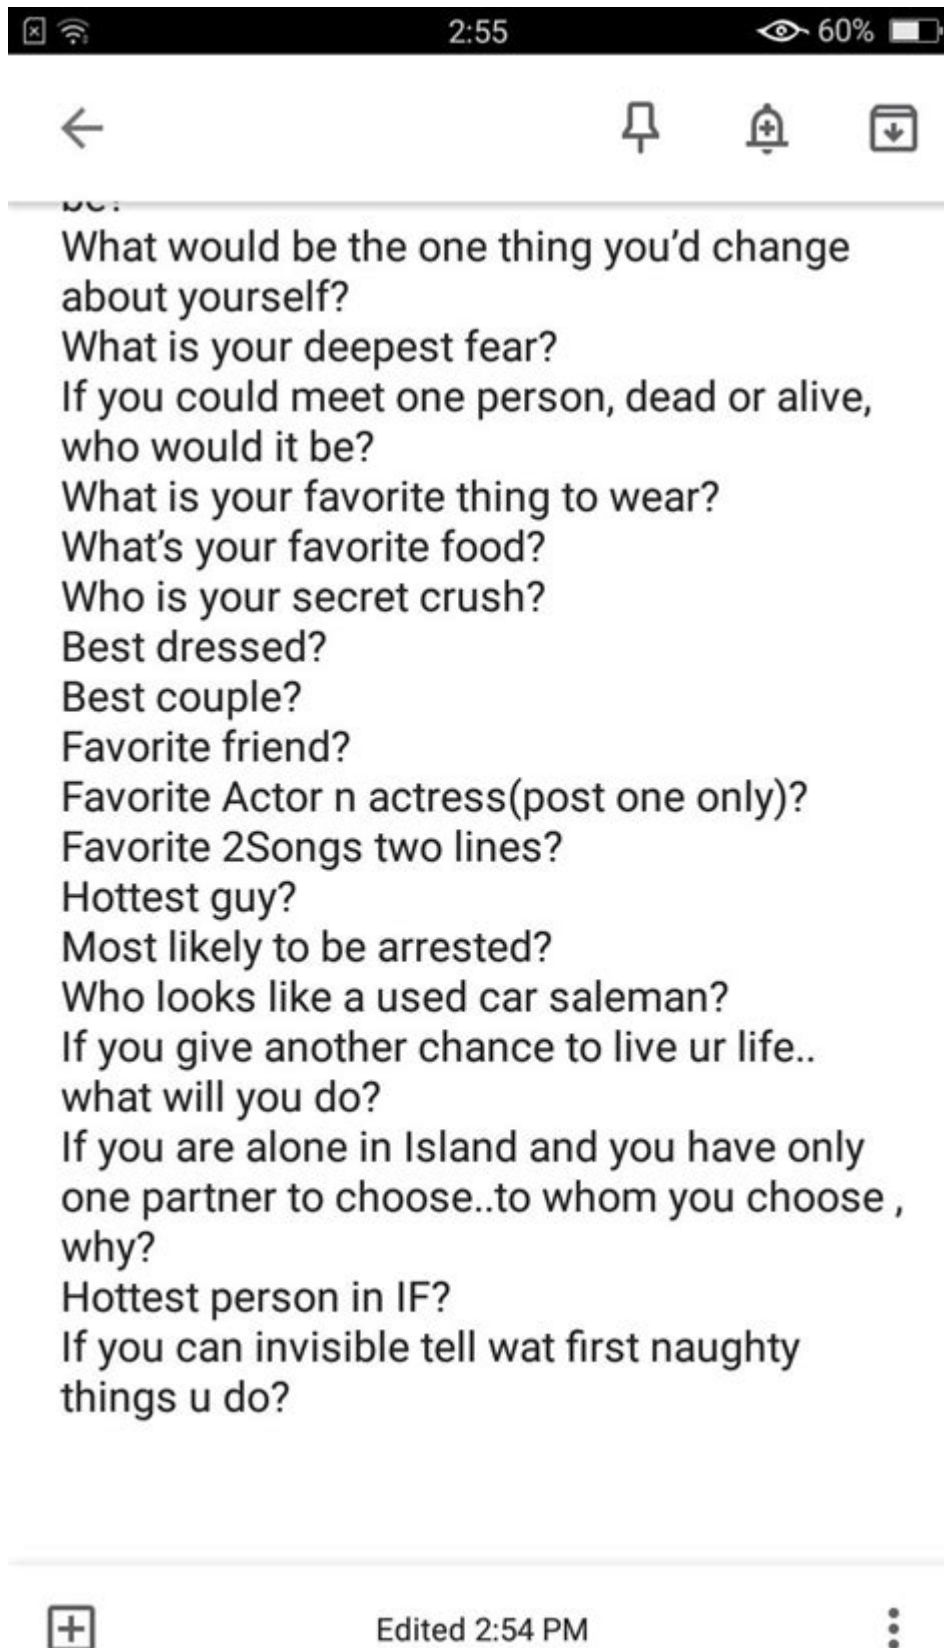 2:55 60%
What would be the one thing you'd change
about yourself?
What is your deepest fear?
If you could meet one person, dead or alive,
who would it be?
What is your favorite thing to wear?
What's your favorite food?
Who is your secret crush?
Best dressed?
Best couple?
Favorite friend?
Favorite Actor n actress(post one only)?
Favorite 2Songs two lines?
Hottest guy?
Most likely to be arrested?
Who looks like a used car saleman?
If you give another chance to live ur life..
what will you do?
If you are alone in Island and you have only
one partner to choose..to whom you choose ,
why?
Hottest person in IF?
If you can invisible tell wat first naughty
things u do?
Edited 2:54 PM